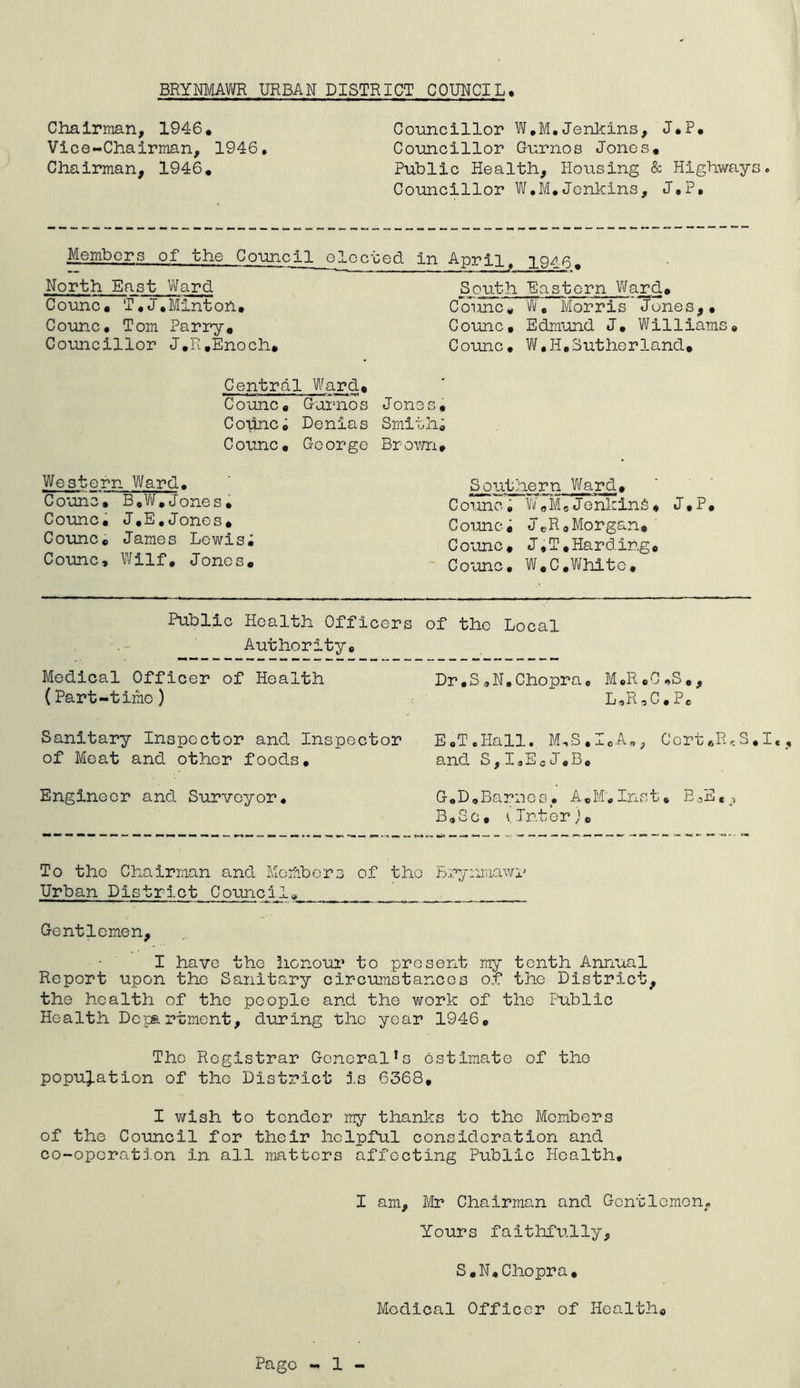 BRYNMAWR URBAN DISTRICT COUNCIL.
Chairman, 1946. Councillor W.M.Jenkins, J.P.
Vice-Chairman, 1946. Councillor Gurnos Jones.
Chairman, 1946. Public Health, Housing & Highways.
Councillor W.M.Jenkins, J.P.
Members of the Council elected in April, 1946.
North East Ward South Eastern Ward.
Counc. T.J.Minton. Counc. W. Morris Jones,.
Counc. Tom Parry. Counc. Edmund J. Williams.
Councillor J.R.Enoch. Counc. W.H.Sutherland.
Central Ward.
Counc. Gurnos Jones.
Counc. Denias Smith.
Counc. George Brown.
Western Ward. Southern Ward.
Counc. B.W.Jones. Counc. W.M.Jenkins. J.P.
Counc. J.E.Jones. Counc. J.R.Morgan.
Counc. James Lewis. Counc. J.T.Harding.
Counc, Wilf. Jones. Counc. W.C.White.
Public Health Officers of the Local
Authority.
Medical Officer of Health Dr.S.N.Chopra. M.R.C.S.,
(Part-time) L.R.C.P.
Sanitary Inspector and Inspector E.T.Hall. M.S.I.A., Cert.R.S.I.,
of Meat and other foods. and S.I.E.J.B.
Engineer and Surveyor. G.D.Barnes. A.M.Inst. B.E.,
B.Sc. (Inter).
To the Chairman and Members of the Brynmawr
Urban District Council.
Gentlemen,
I have the honour to present my tenth Annual
Report upon the Sanitary circumstances of the District,
the health of the people and the work of the Public
Health Department, during the year 1946.
The Registrar General's estimate of the
population of the District is 6368.
I wish to tender my thanks to the Members
of the Council for their helpful consideration and
co-operation in all matters affecting Public Health.
I am, Mr Chairman and Gentlemen.
Yours faithfully,
S.N.Chopra.
Medical Officer of Health.
Page - 1 -